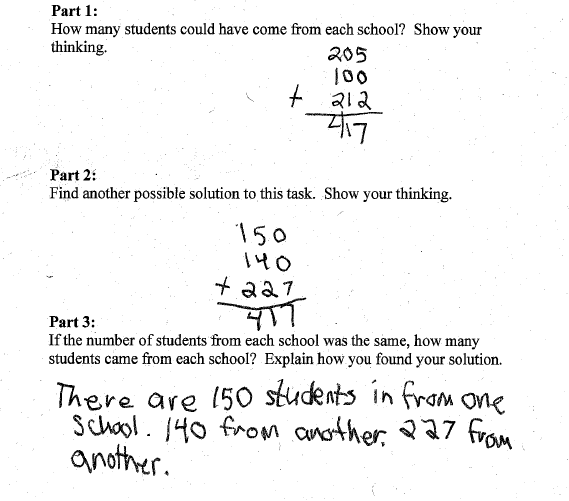 Part 1:
How many students could have come from each school? Show your
thinking.
205
100
+ 212
417
Part 2:
Find another possible solution to this task. Show your thinking.
150
140
+ 227
417
Part 3:
If the number of students from each school was the same, how many
students came from each school? Explain how you found your solution.
There are 150 students in from one
School. 140 from another. 227 from
another.